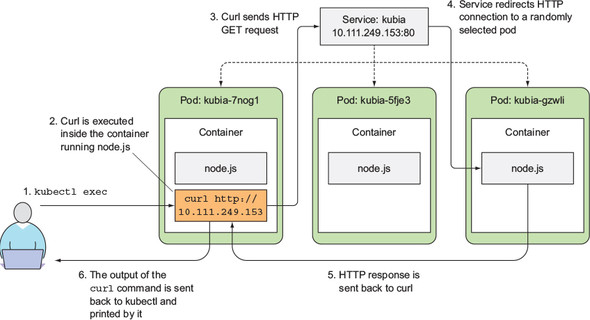 3. Curl sends HTTP
GET request
Service: kubia
10.111.249.153:80
4. Service redirects HTTP
connection to a randomly
selected pod
Pod: kubia-7nog1
Pod: kubia-5fje3
Pod: kubia-gzwli
2. Curl is executed
inside the container
running node.js
Container
Container
Container
node.js
node.js
node.js
1. kubectl exec
curl http://
10.111.249.153
6. The output of the
curl command is sent
back to kubectl and
printed by it
5. HTTP response is
sent back to curl